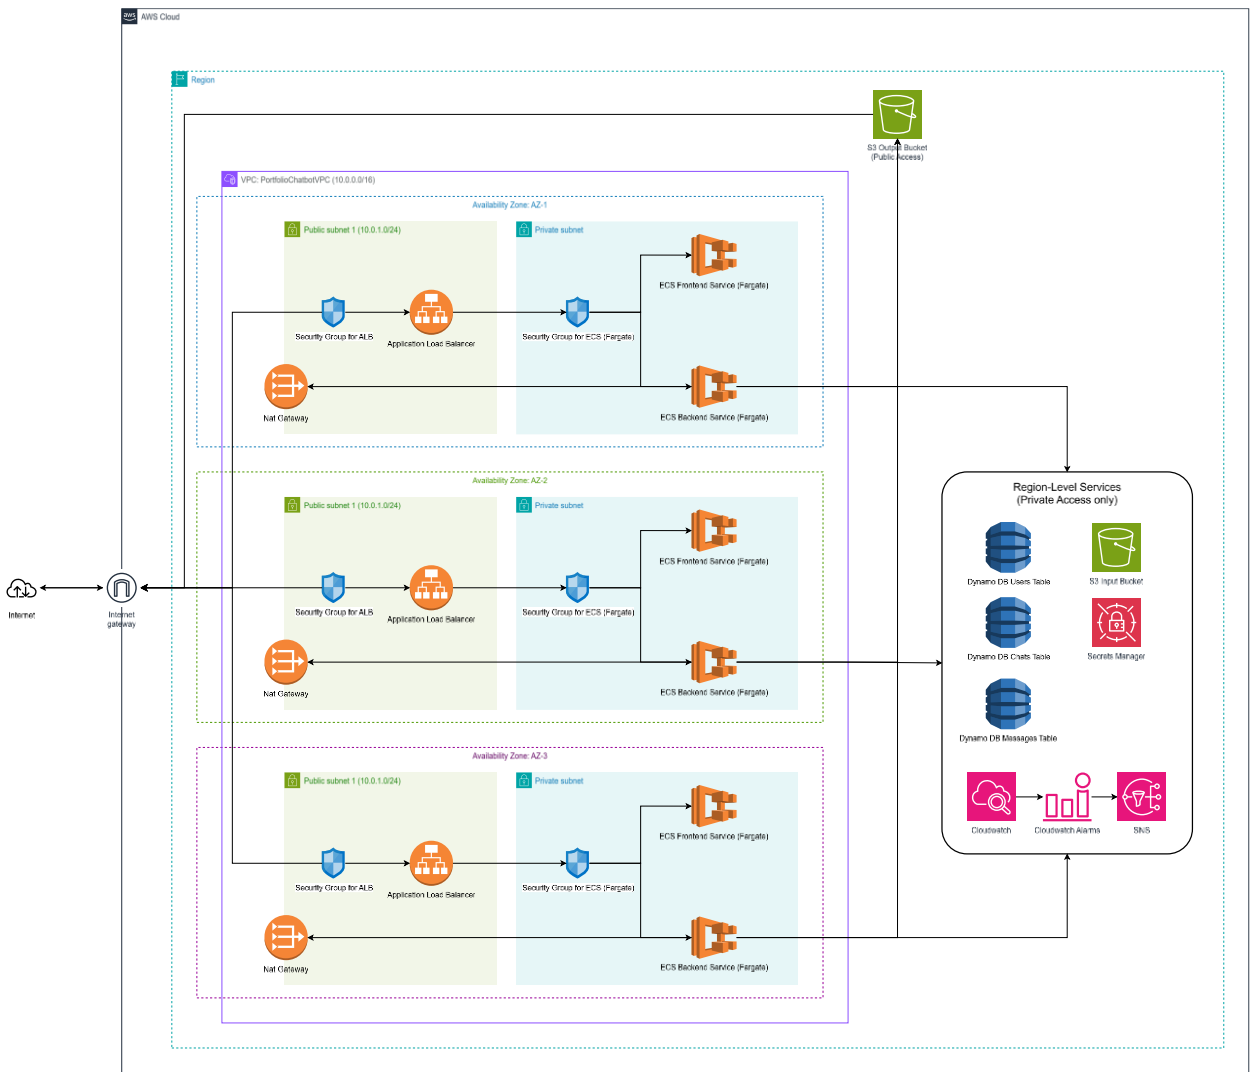 aws
AWS Cloud
Region
S3 Output Bucket
(Public Access)
VPC: PortfolioChatbotVPC (10.0.0.0/16)
Availability Zone: AZ-1
Public subnet 1 (10.0.1.0/24)
Private subnet
ECS Frontend Service (Fargate)
Security Group for ALB
Application Load Balancer
Security Group for ECS (Fargate)
Nat Gateway
ECS Backend Service (Fargate)
Availability Zone: AZ-2
Public subnet 1 (10.0.1.0/24)
Private subnet
ECS Frontend Service (Fargate)
Security Group for ALB
Application Load Balancer
Security Group for ECS (Fargate)
Nat Gateway
ECS Backend Service (Fargate)
Internet
Internet
gateway
Availability Zone: AZ-3
Public subnet 1 (10.0.1.0/24)
Private subnet
ECS Frontend Service (Fargate)
Security Group for ALB
Application Load Balancer
Security Group for ECS (Fargate)
Nat Gateway
ECS Backend Service (Fargate)
Region-Level Services
(Private Access only)
Dynamo DB Users Table
S3 Input Bucket
Dynamo DB Chats Table
Secrets Manager
Dynamo DB Messages Table
Cloudwatch
Cloudwatch Alarms
SNS